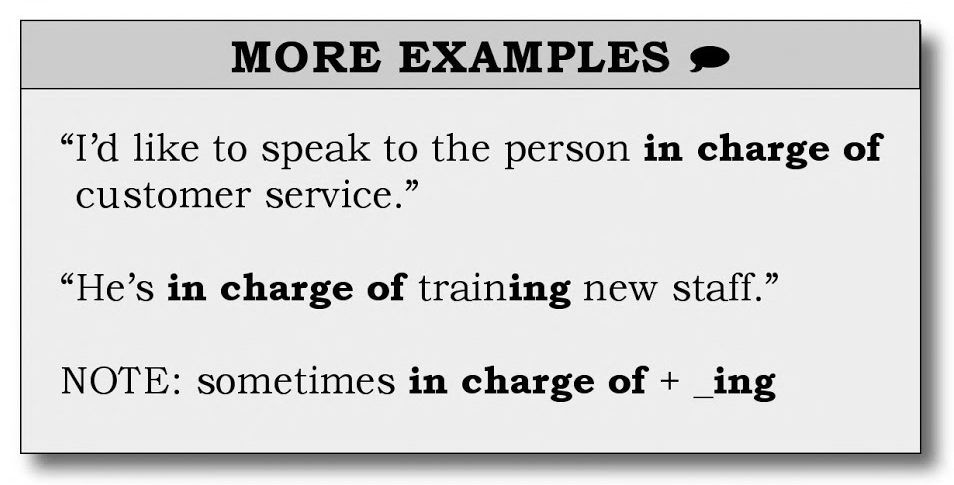 MORE EXAMPLES
“I’d like to speak to the person in charge of
customer service.”
“He’s in charge of training new staff.”
NOTE: sometimes in charge of + _ing